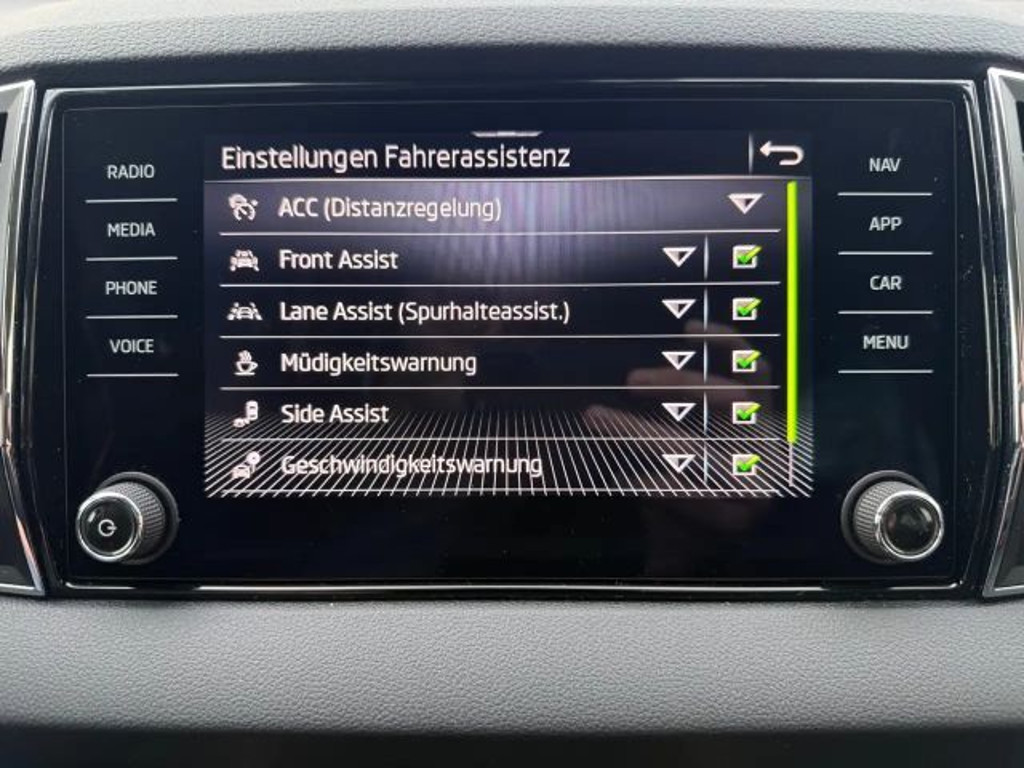 Einstellungen Fahrerassistenz
RADIO
MEDIA
PHONE
VOICE
ACC (Distanzregelung)
Front Assist
Lane Assist (Spurhalteassist.)
Müdigkeitswarnung
Side Assist
Geschwindigkeitswarnung
NAV
APP
CAR
MENU